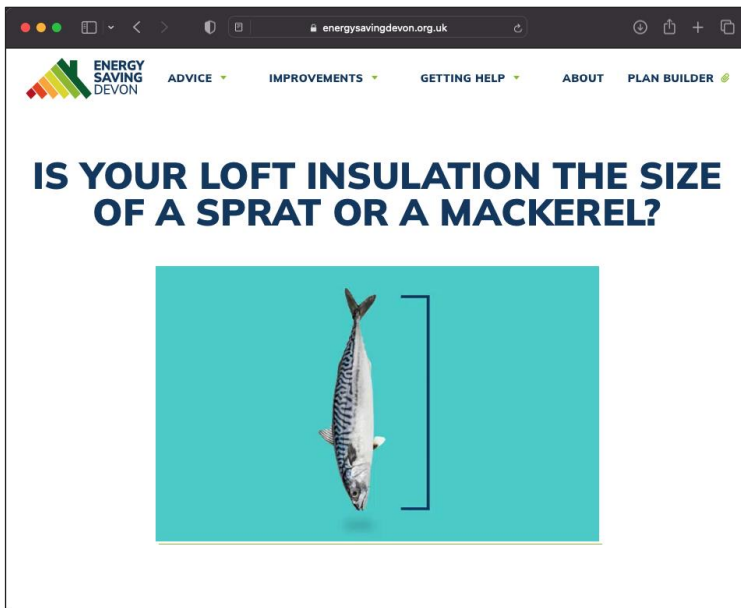 energysavingdevon.org.uk
ENERGY
SAVING
DEVON
ADVICE
IMPROVEMENTS
GETTING HELP
ABOUT
PLAN BUILDER
IS YOUR LOFT INSULATION THE SIZE
OF A SPRAT OR A MACKEREL?